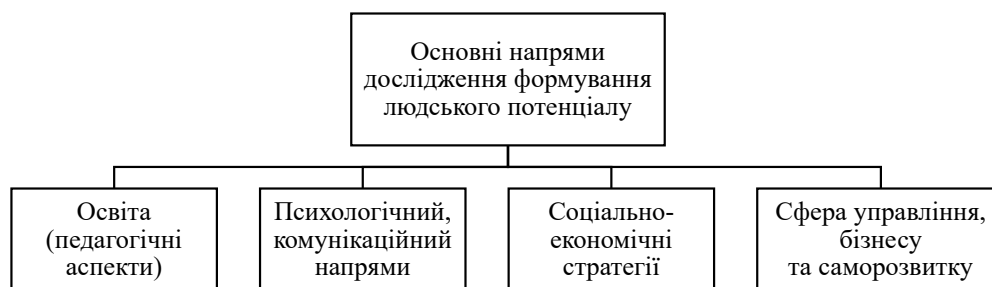 Основні напрями
дослідження формування
людського потенціалу
Освіта
(педагогічні
аспекти)
Психологічний,
комунікаційний
напрями
Соціально-
економічні
стратегії
Сфера управління,
бізнесу
та саморозвитку